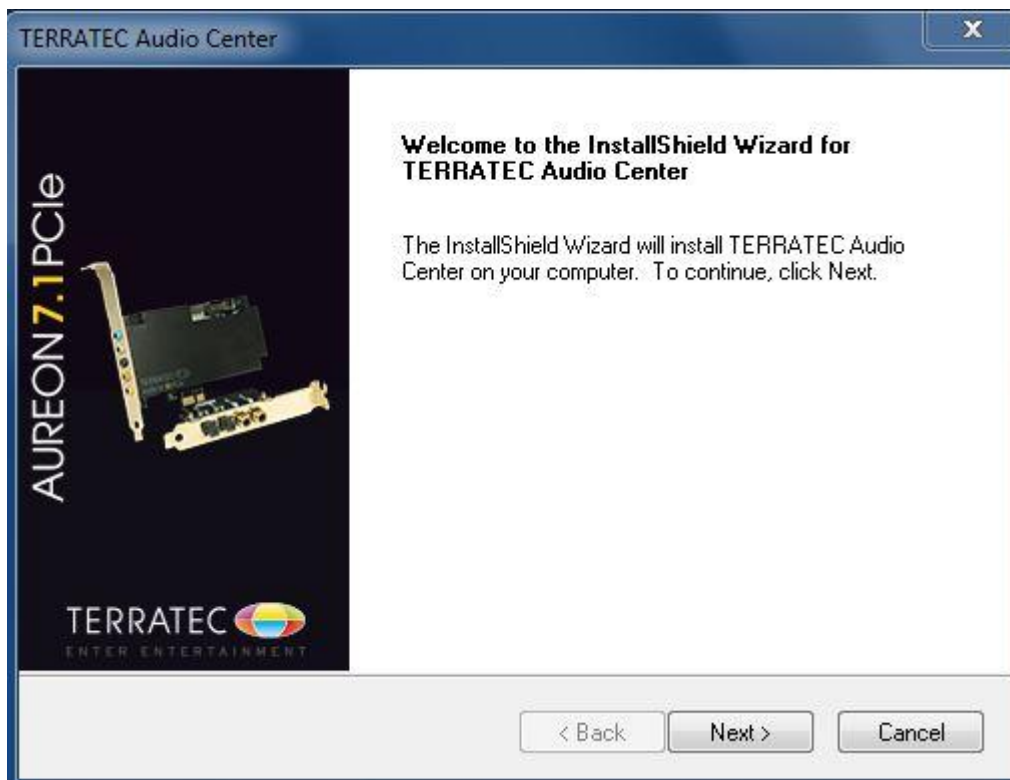 TERRATEC Audio Center
AUREON 7.1 PCIe
TERRATEC
ENTER ENTERTAINMENT
Welcome to the InstallShield Wizard for
TERRATEC Audio Center
The InstallShield Wizard will install TERRATEC Audio
Center on your computer.  To continue, click Next.
< Back
Next >
Cancel